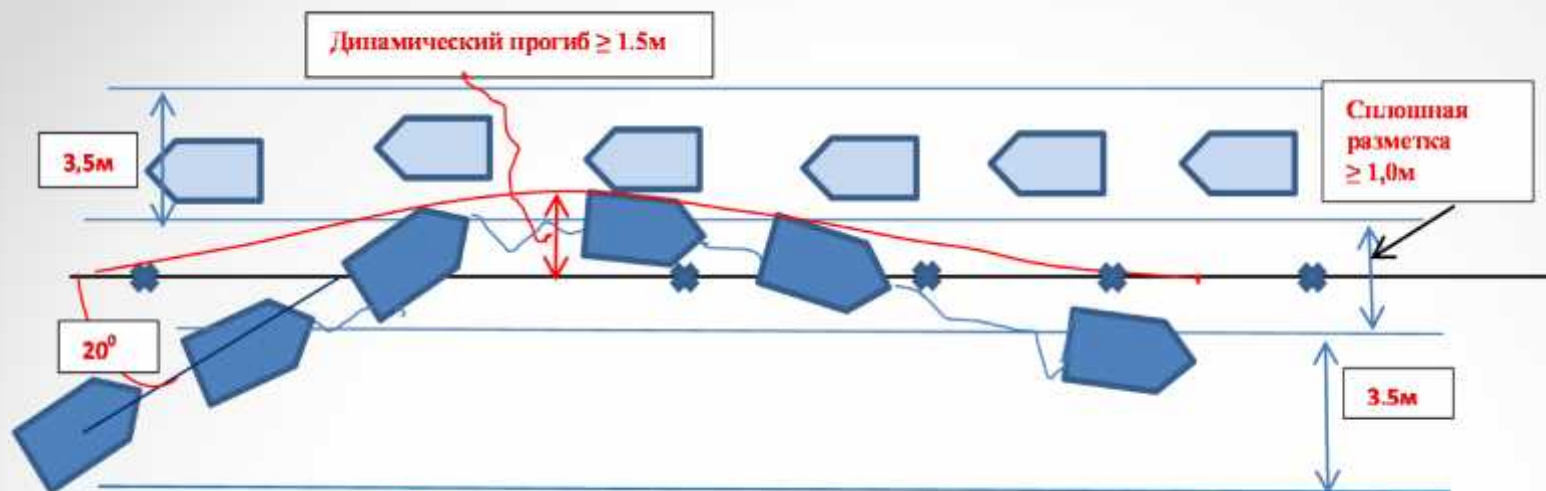 Динамический прогиб ≥ 1.5м
3,5м
Сплошная
разметка
≥ 1,0м
20⁰
3.5м